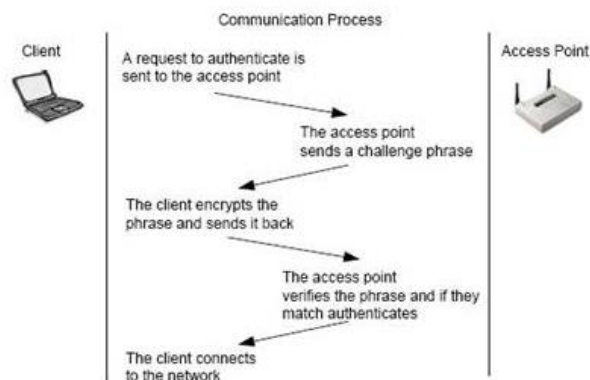 Communication Process
Client
Access Point
A request to authenticate is
sent to the access point
The access point
sends a challenge phrase
The client encrypts the
phrase and sends it back
The access point
verifies the phrase and if they
match authenticates
The client connects
to the network